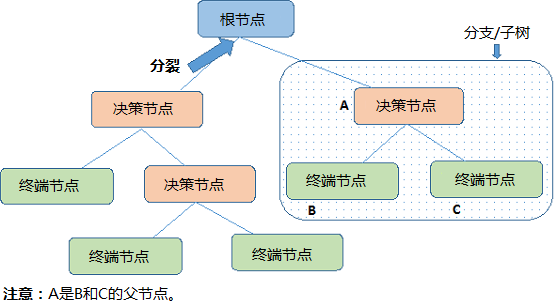 根节点
分支/子树
分裂
决策节点
A
决策节点
终端节点
决策节点
终端节点
终端节点
B
C
终端节点
终端节点
注意：A是B和C的父节点。